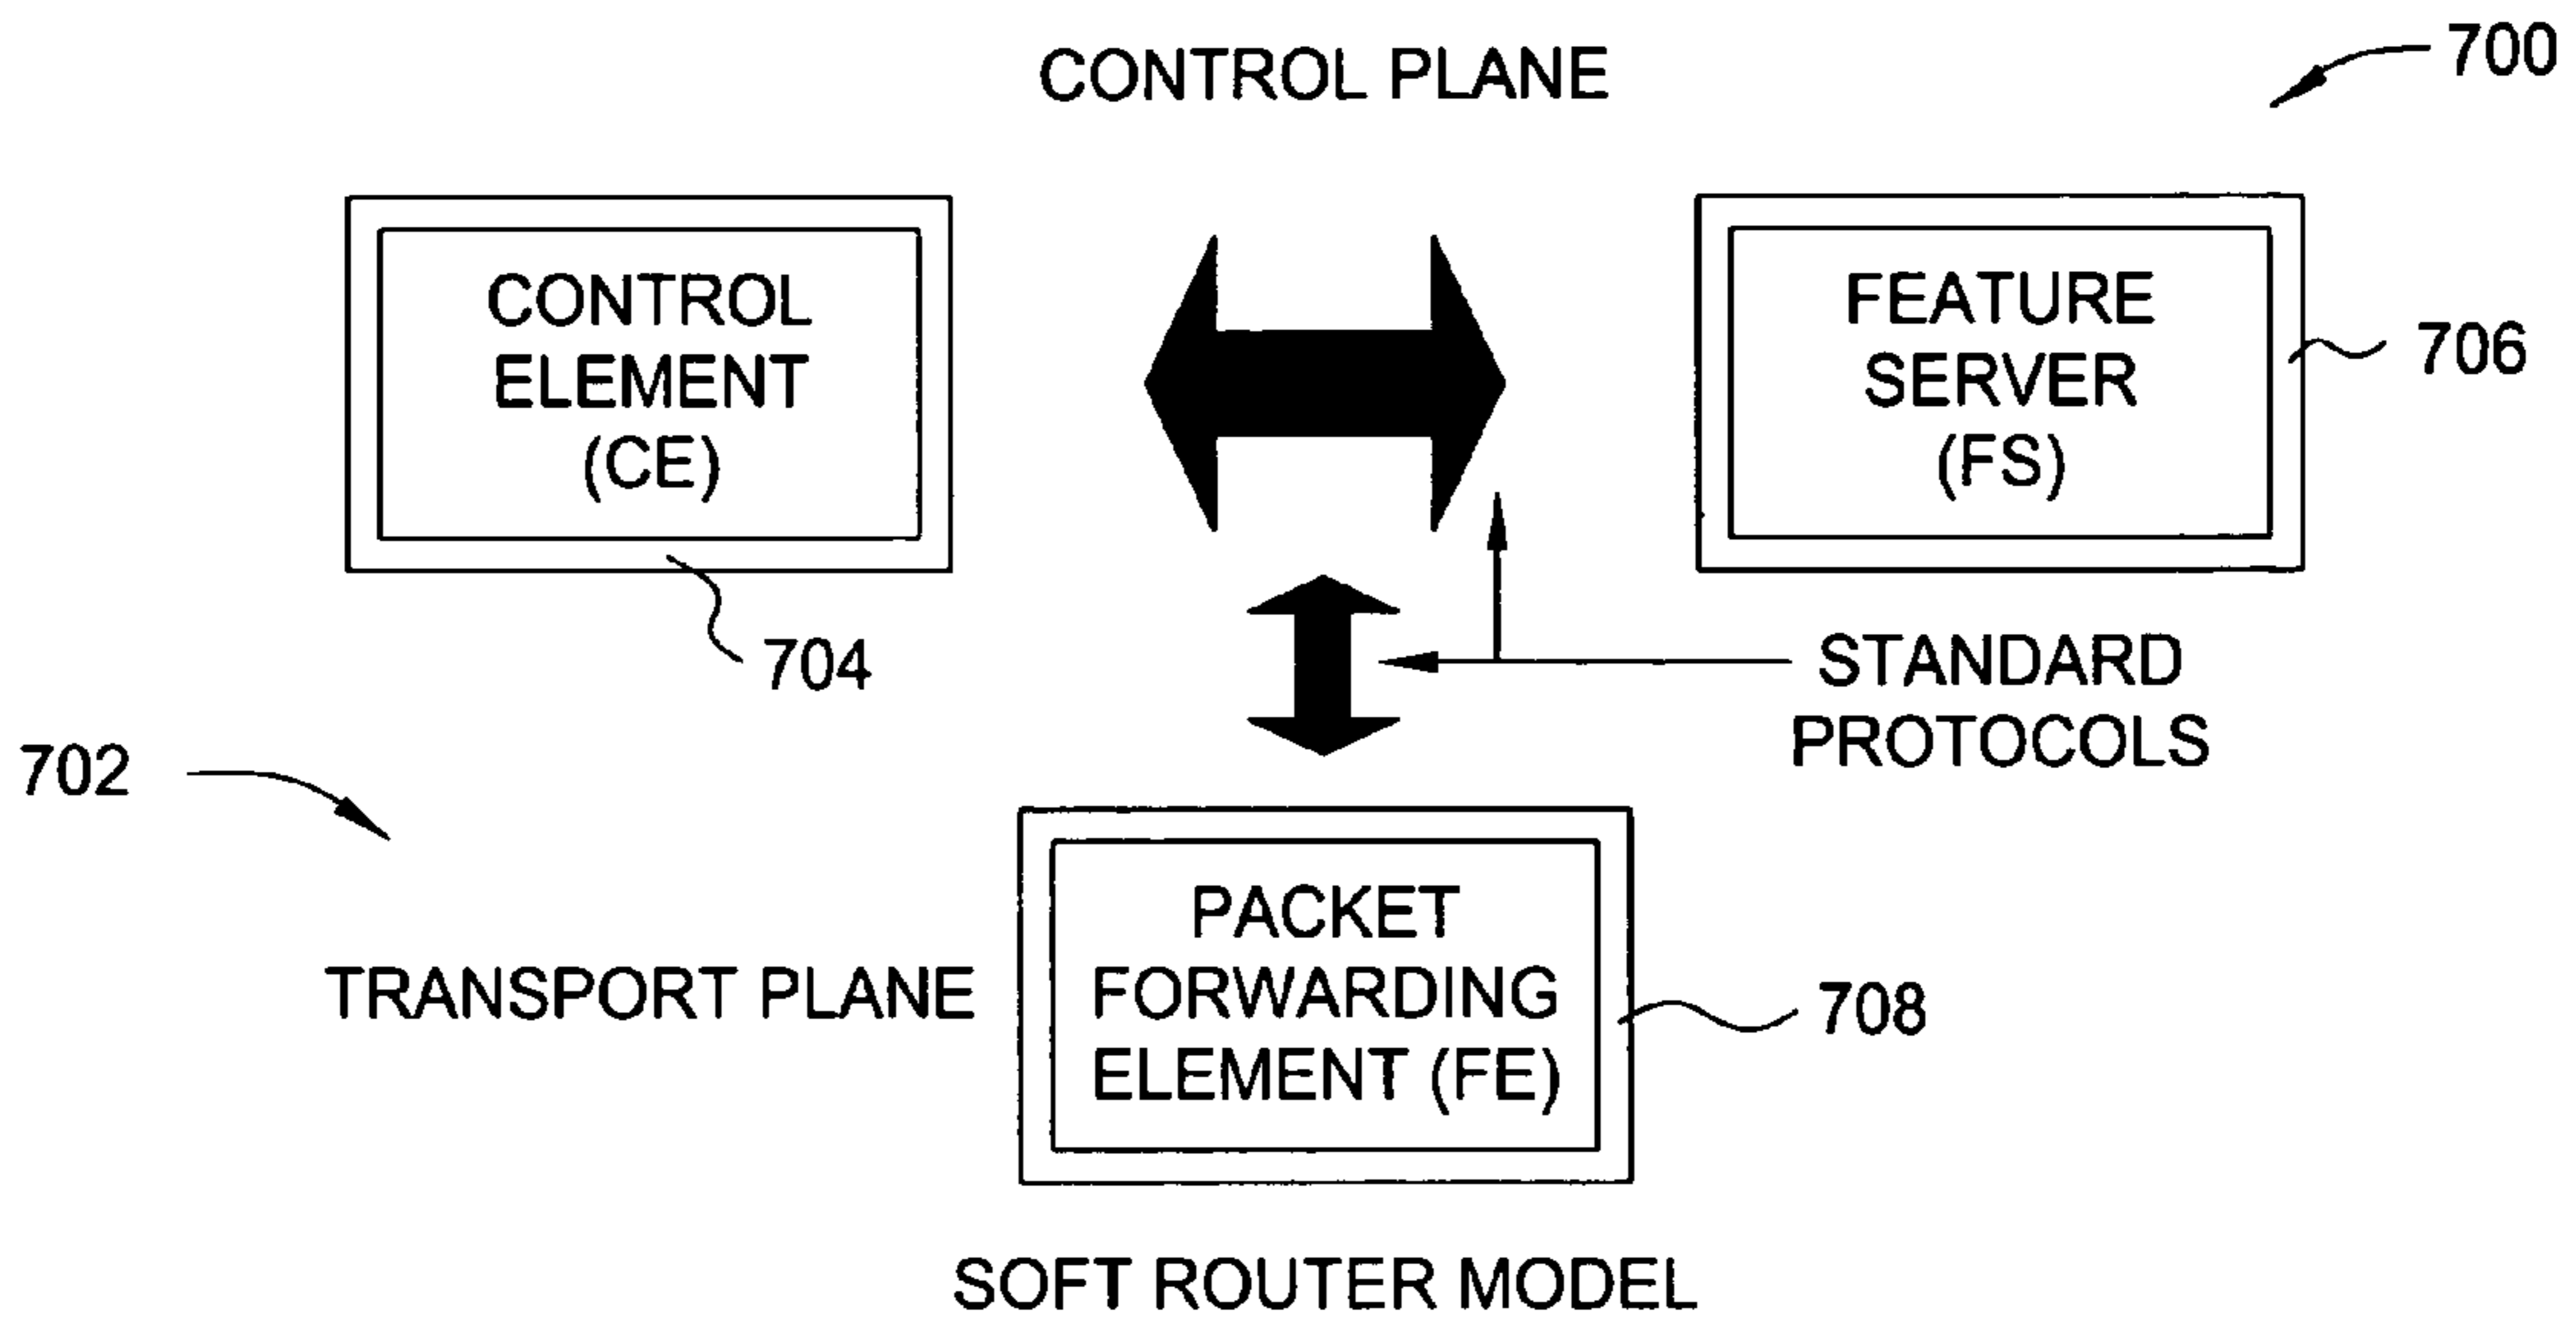 CONTROL PLANE
700
CONTROL
ELEMENT
(CE)
704
FEATURE
SERVER
(FS)
706
STANDARD
PROTOCOLS
702
TRANSPORT PLANE
PACKET
FORWARDING
ELEMENT (FE)
708
SOFT ROUTER MODEL